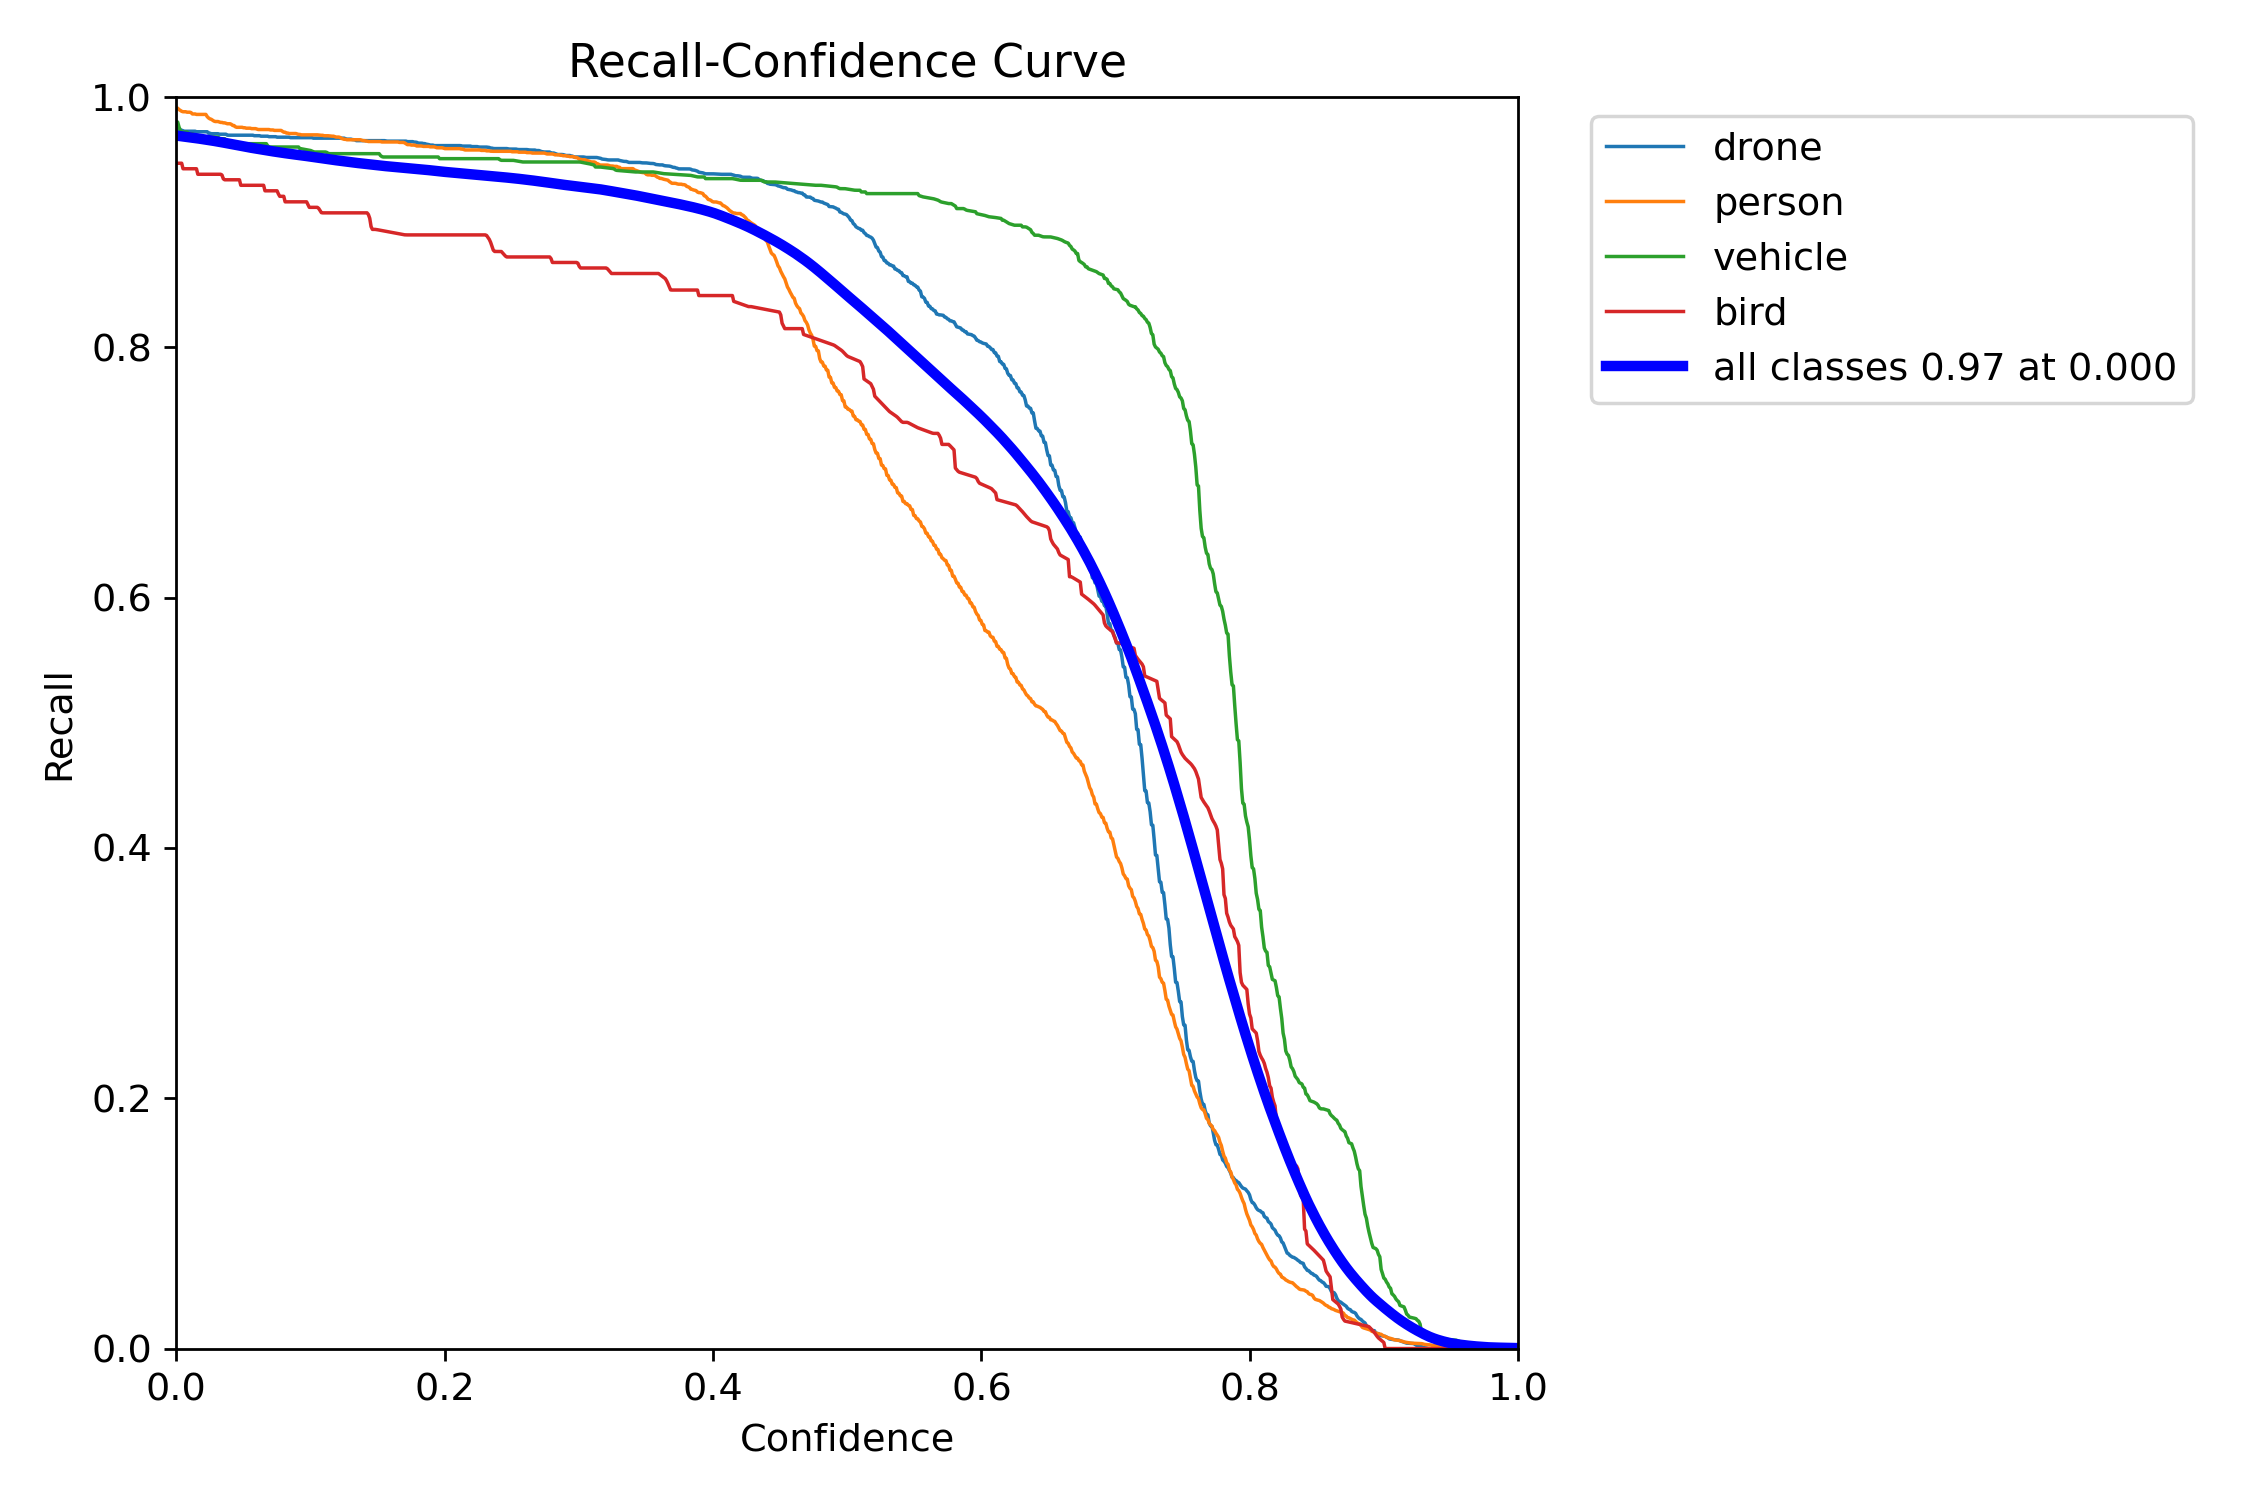 Recall-Confidence Curve
1.0
0.8
0.6
0.4
0.2
0.0
Recall
0.0 0.2 0.4 0.6 0.8 1.0
Confidence
drone
person
vehicle
bird
all classes 0.97 at 0.000